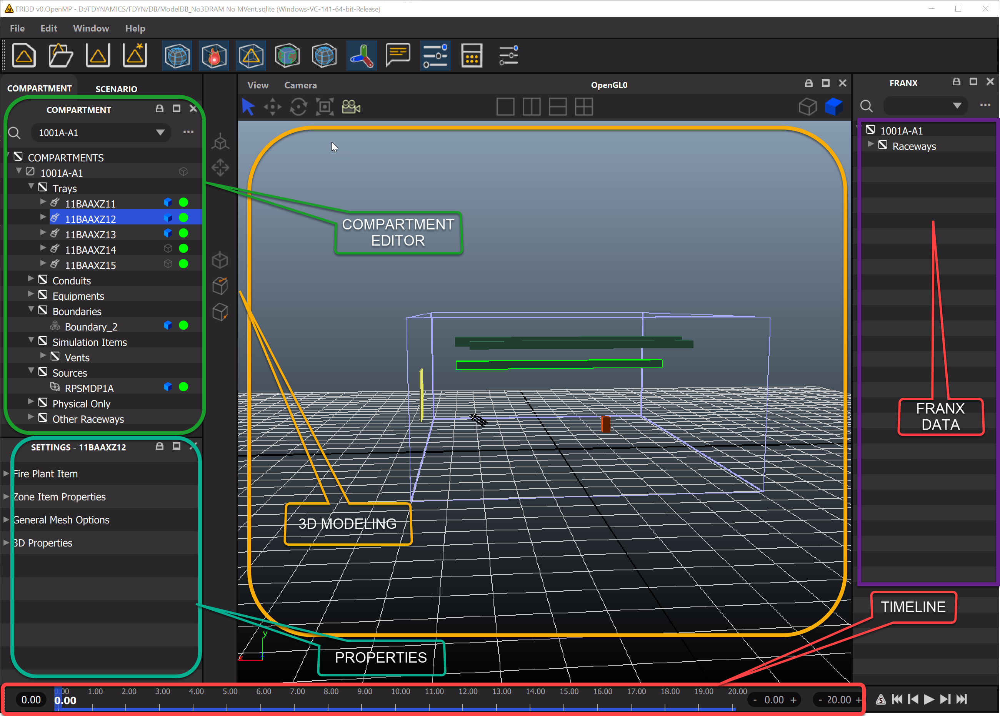 FRI3D v0.OpenMP - D:/FDYNAMICS/FDYN/DB/ModelDB_No3DRAM No MVent.sqlite (Windows-VC-141-64-bit-Release)
File Edit Window Help
COMPARTMENT SCENARIO
COMPARTMENT
1001A-A1
COMPARTMENTS
1001A-A1
Trays
11BAAXZ11
11BAAXZ12
11BAAXZ13
11BAAXZ14
11BAAXZ15
Conduits
Equipments
Boundaries
Boundary_2
Simulation Items
Vents
Sources
RPSMDP1A
Physical Only
Other Raceways
SETTINGS - 11BAAXZ12
Fire Plant Item
Zone Item Properties
General Mesh Options
3D Properties
View Camera OpenGL0
COMPARTMENT
EDITOR
3D MODELING
PROPERTIES
y
x
z
FRANX
1001A-A1
Raceways
FRANX
DATA
TIMELINE
0.00
0.00 1.00 2.00 3.00 4.00 5.00 6.00 7.00 8.00 9.00 10.00 11.00 12.00 13.00 14.00 15.00 16.00 17.00 18.00 19.00 20.00
0.00
- 0.00 +
- 20.00 +
S